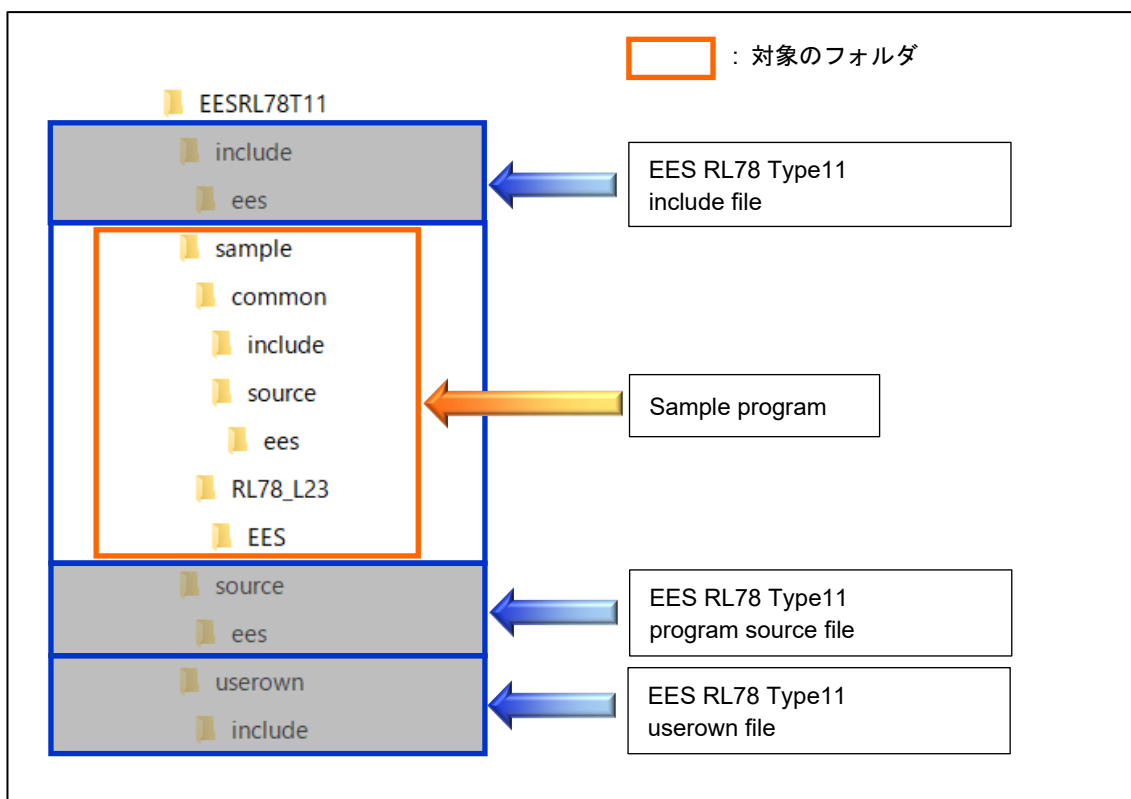 : 対象のフォルダ
EESRL78T11
include
ees
EES RL78 Type11
include file
sample
common
include
source
ees
RL78_L23
EES
Sample program
source
ees
EES RL78 Type11
program source file
userown
include
EES RL78 Type11
userown file